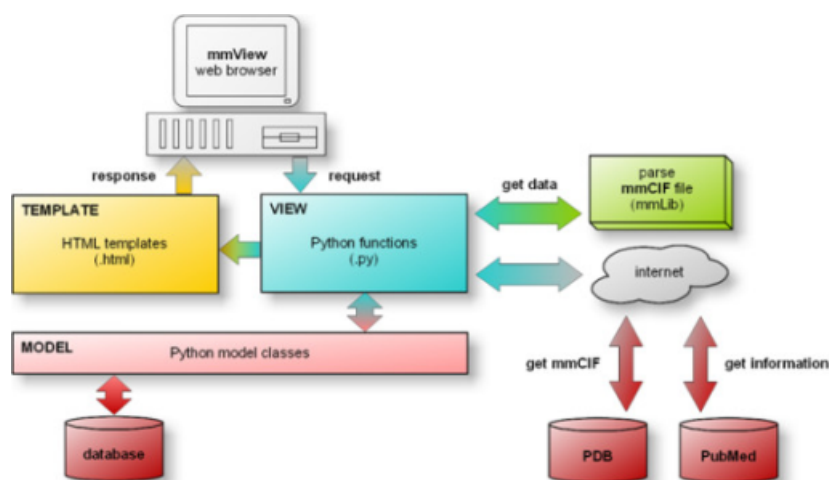 mmView
web browser
response
request
TEMPLATE
HTML templates
(.html)
VIEW
Python functions
(.py)
get data
parse
mmCIF file
(mmLib)
internet
MODEL
Python model classes
get mmCIF
get information
database
PDB
PubMed